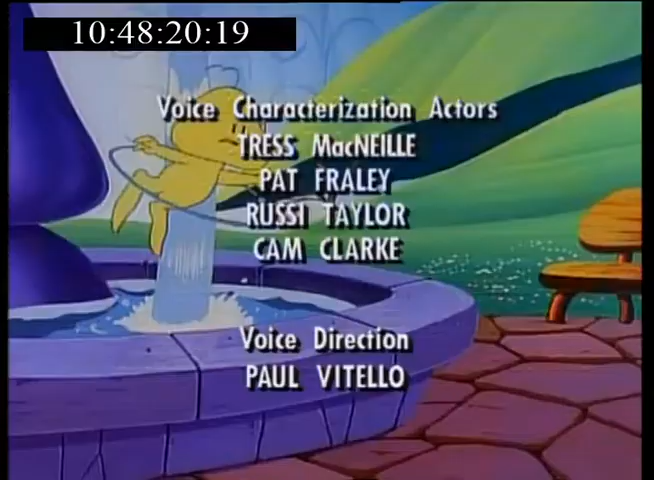 10:48:20:19
Voice Characterization Actors
TRESS MacNEILLE
PAT FRALEY
RUSSI TAYLOR
CAM CLARKE
Voice Direction
PAUL VITELLO